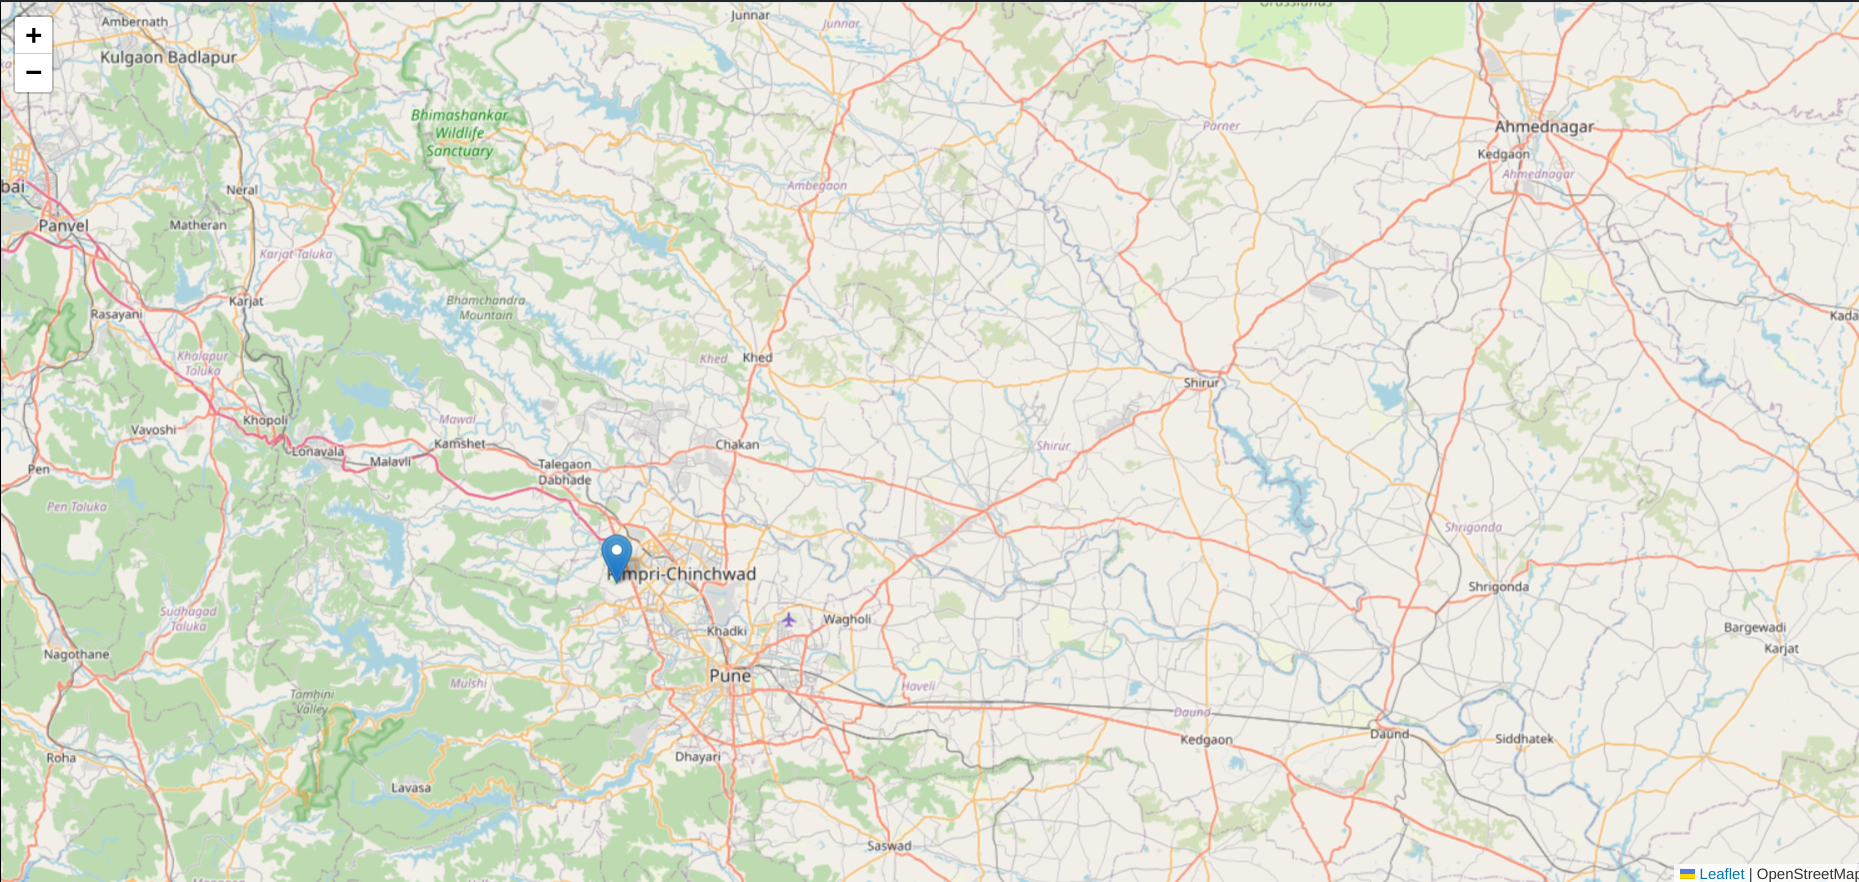 Grasslands
Ambernath
Junnar
Junnar
+
Kulgaon Badlapur
−
Bhimashankar
Wildlife
Sanctuary
Parner
Ahmednagar
Kedgaon
Ahmednagar
bai
Neral
Ambegaon
Panvel
Matheran
Karjat Taluka
Karjat
Bhamchandra
Mountain
Rasayani
Kada
Khalapur
Taluka
Khed
Khed
Shirur
Khopoli
Mawal
Vavoshi
Kamshet
Chakan
Shirur
Lonavala
Malavli
Talegaon
Dabhade
Pen
Pen Taluka
Shrigonda
mpri-Chinchwad
Shrigonda
Sudhagad
Taluka
Wagholi
Khadki
Bargewadi
Karjat
Nagothane
Pune
Mulshi
Haveli
Tamhini
Valley
Daund
Kedgaon
Daund
Siddhatek
Roha
Dhayari
Lavasa
Saswad
Leaflet | OpenStreetMap